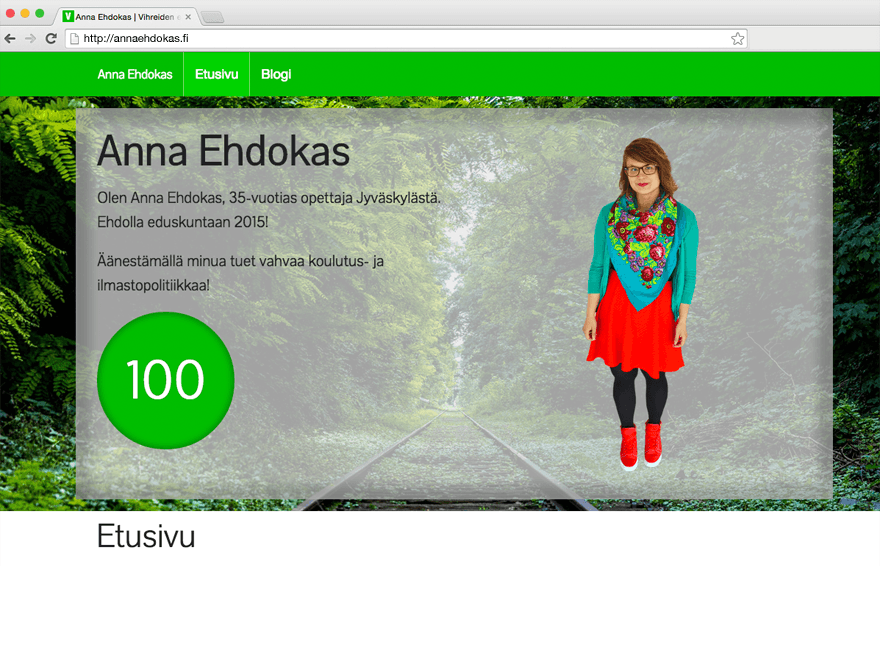 V Anna Ehdokas | Vihreiden
http://annaehdokas.fi
Anna Ehdokas Etusivu Blogi
Anna Ehdokas
Olen Anna Ehdokas, 35-vuotias opettaja Jyväskylästä.
Ehdolla eduskuntaan 2015!
Äänestämällä minua tuet vahvaa koulutus- ja
ilmastopolitiikkaa!
100
Etusivu